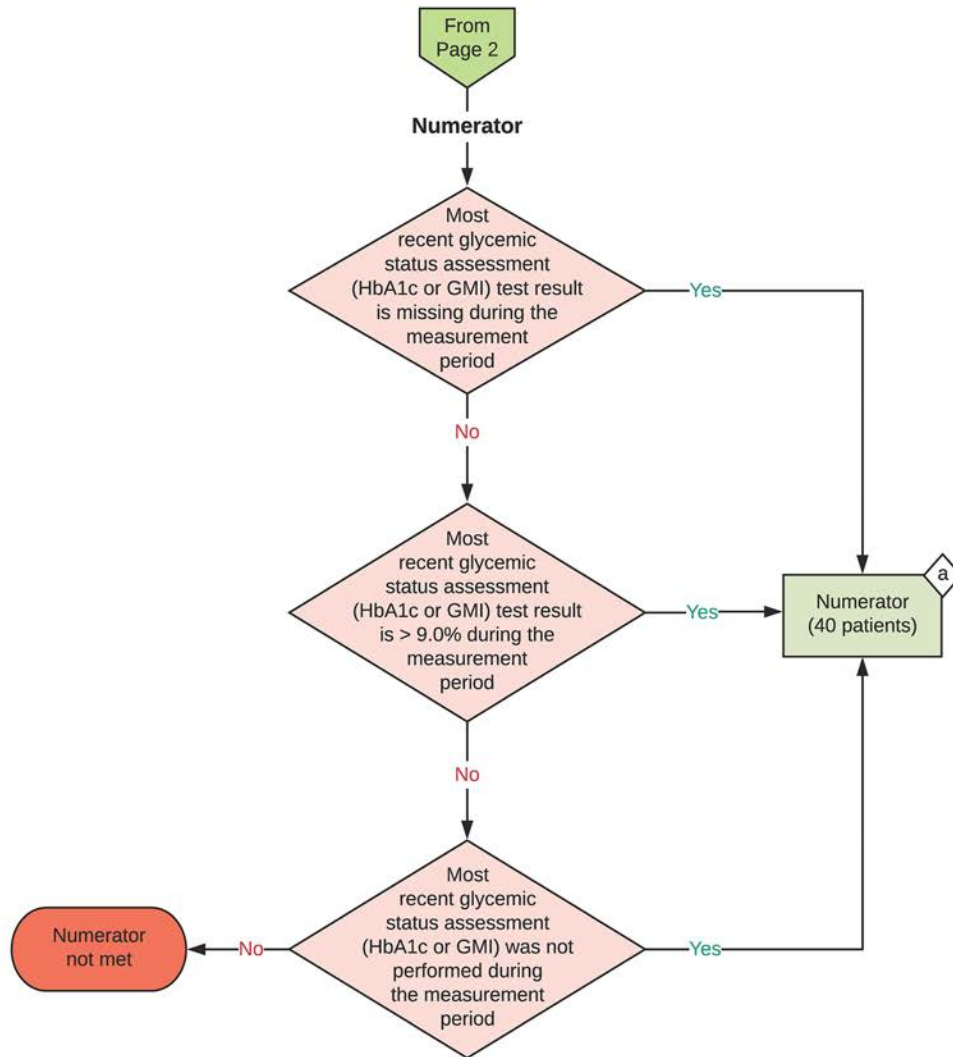 From
Page 2
Numerator
Most
recent glycemic
status assessment
(HbA1c or GMI) test result
is missing during the
measurement
period
Yes
No
Most
recent glycemic
status assessment
(HbA1c or GMI) test result
is > 9.0% during the
measurement
period
Yes
a
Numerator
(40 patients)
No
Most
recent glycemic
status assessment
(HbA1c or GMI) was not
performed during
the measurement
period
Yes
No
Numerator
not met